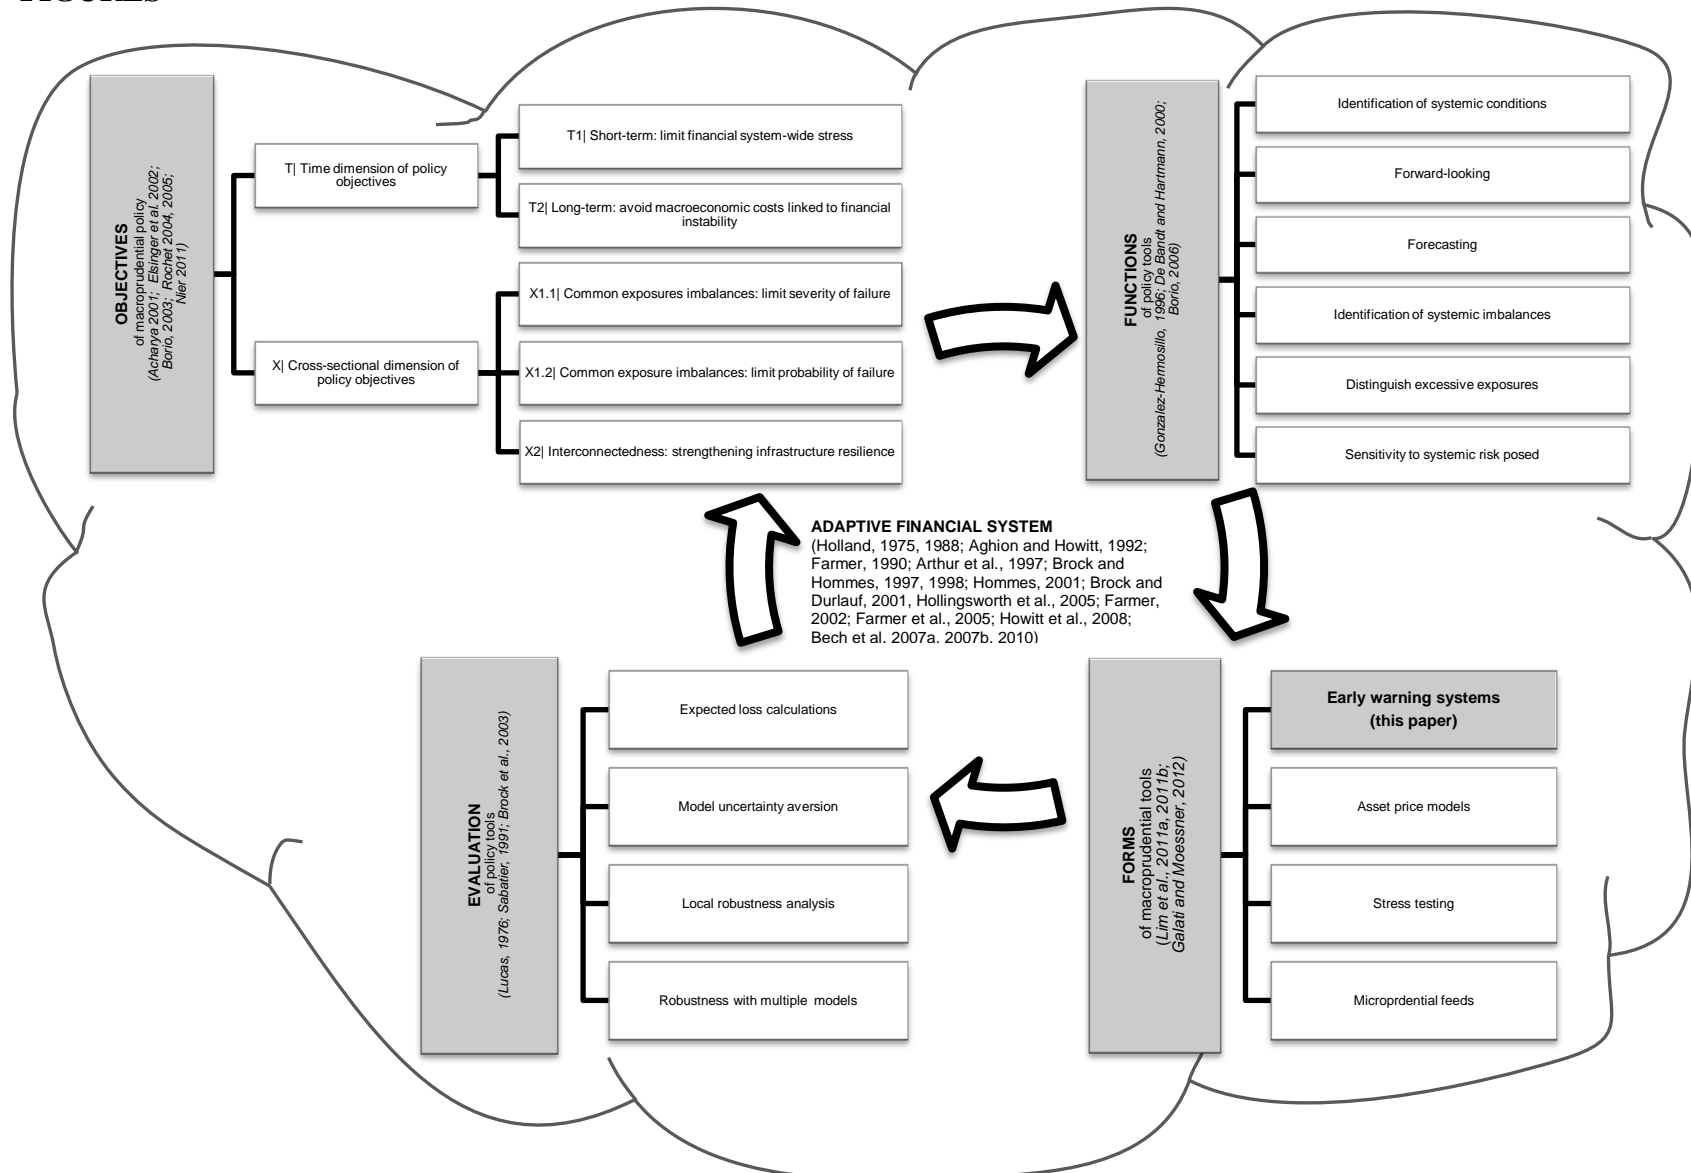 FIGURES
OBJECTIVES
of macroprudential policy
(Acharya 2001; Elsinger et al. 2002;
Borio, 2003; Rochet 2004, 2005;
Nier 2011)
T| Time dimension of policy
objectives
T1| Short-term: limit financial system-wide stress
T2| Long-term: avoid macroeconomic costs linked to financial
instability
X| Cross-sectional dimension of
policy objectives
X1.1| Common exposures imbalances: limit severity of failure
X1.2| Common exposure imbalances: limit probability of failure
X2| Interconnectedness: strengthening infrastructure resilience
FUNCTIONS
of policy tools
(Gonzalez-Hermosillo, 1996; De Bandt and Hartmann, 2000;
Borio, 2006)
Identification of systemic conditions
Forward-looking
Forecasting
Identification of systemic imbalances
Distinguish excessive exposures
Sensitivity to systemic risk posed
ADAPTIVE FINANCIAL SYSTEM
(Holland, 1975, 1988; Aghion and Howitt, 1992;
Farmer, 1990; Arthur et al., 1997; Brock and
Hommes, 1997, 1998; Hommes, 2001; Brock and
Durlauf, 2001, Hollingsworth et al., 2005; Farmer,
2002; Farmer et al., 2005; Howitt et al., 2008;
Bech et al. 2007a, 2007b, 2010)
EVALUATION
of policy tools
(Lucas, 1976; Sabatier, 1991; Brock et al., 2003)
Expected loss calculations
Model uncertainty aversion
Local robustness analysis
Robustness with multiple models
FORMS
of macroprudential tools
(Lim et al., 2011a, 2011b;
Galati and Moessner, 2012)
Early warning systems
(this paper)
Asset price models
Stress testing
Microprdential feeds